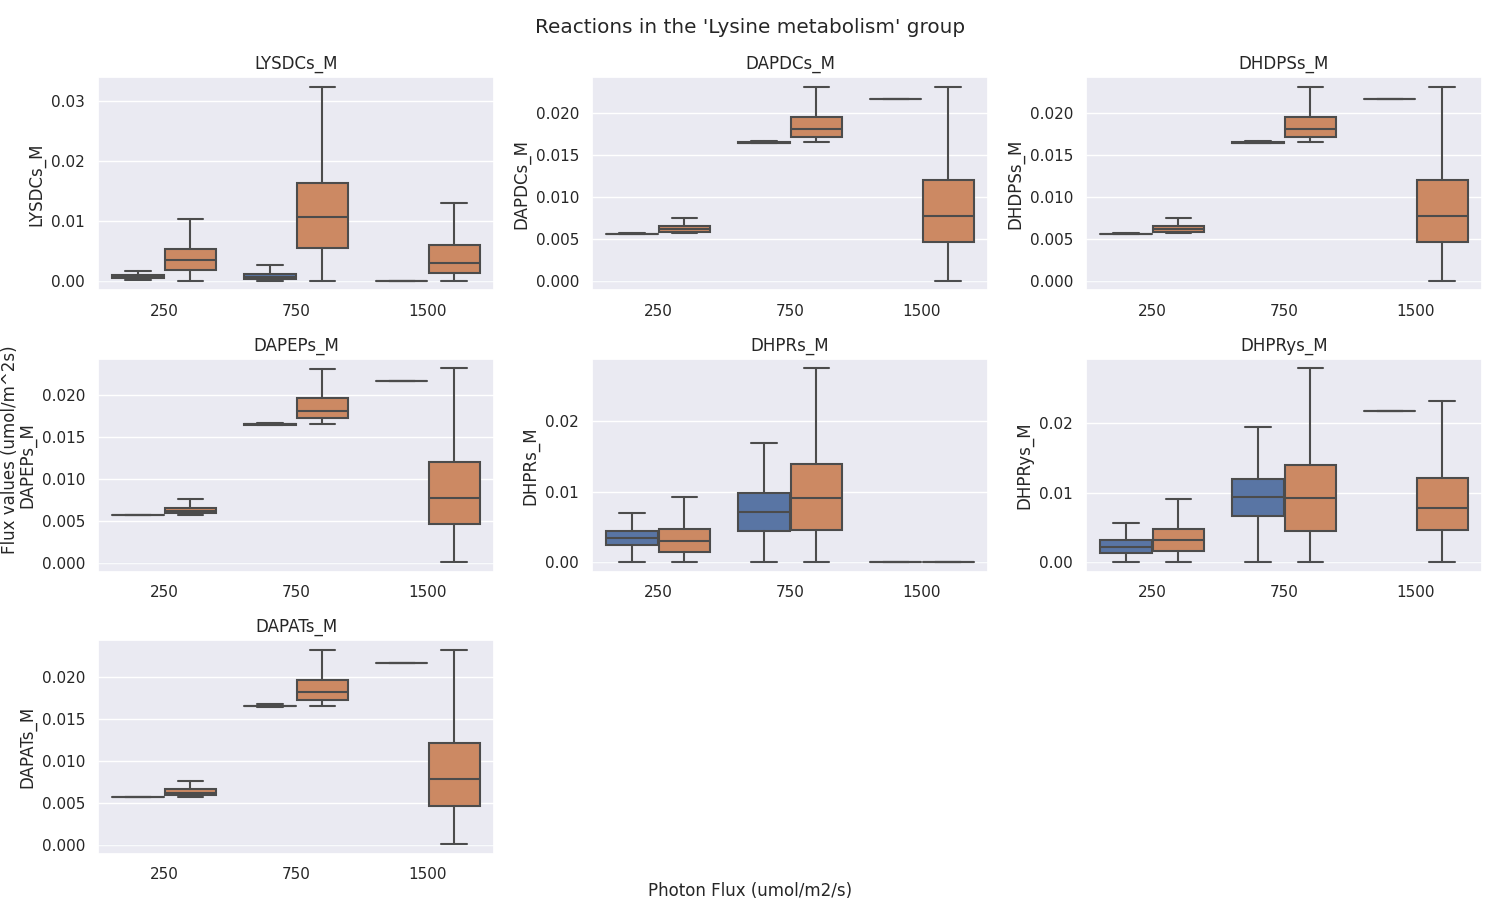 Reactions in the 'Lysine metabolism' group
LYSDCs_M
DAPDCs_M
DHDPSs_M
LYSDCs_M
0.03
0.02
0.01
0.00
250 750 1500
DAPDCs_M
0.020
0.015
0.010
0.005
0.000
250 750 1500
DHDPSs_M
0.020
0.015
0.010
0.005
0.000
250 750 1500
Flux values (umol/m^2s)
DAPEPs_M
DHPRs_M
DHPRys_M
DAPEPs_M
0.020
0.015
0.010
0.005
0.000
250 750 1500
DHPRs_M
0.02
0.01
0.00
250 750 1500
DHPRys_M
0.02
0.01
0.00
250 750 1500
DAPATs_M
DAPATs_M
0.020
0.015
0.010
0.005
0.000
250 750 1500
Photon Flux (umol/m2/s)